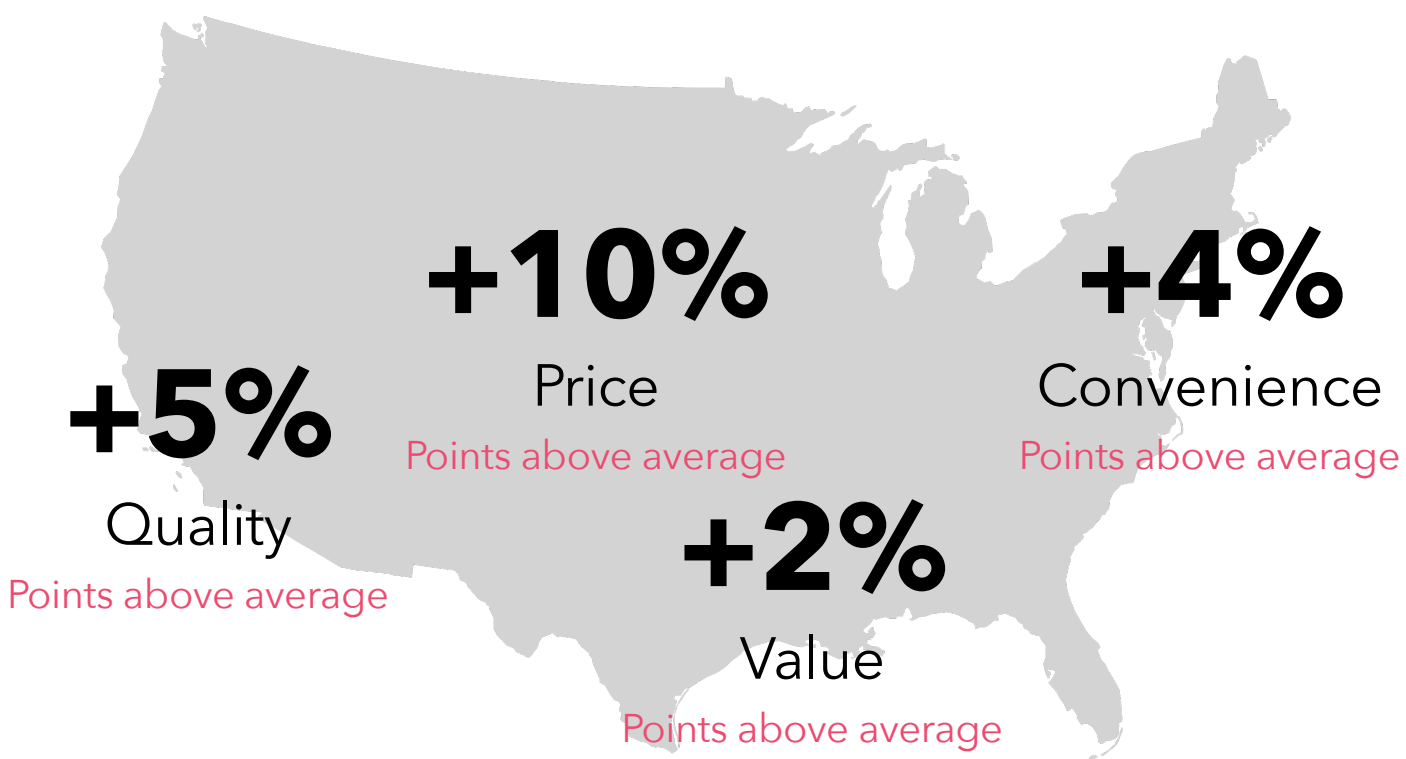 +10%
Price
Points above average
+4%
Convenience
Points above average
+5%
Quality
Points above average
+2%
Value
Points above average